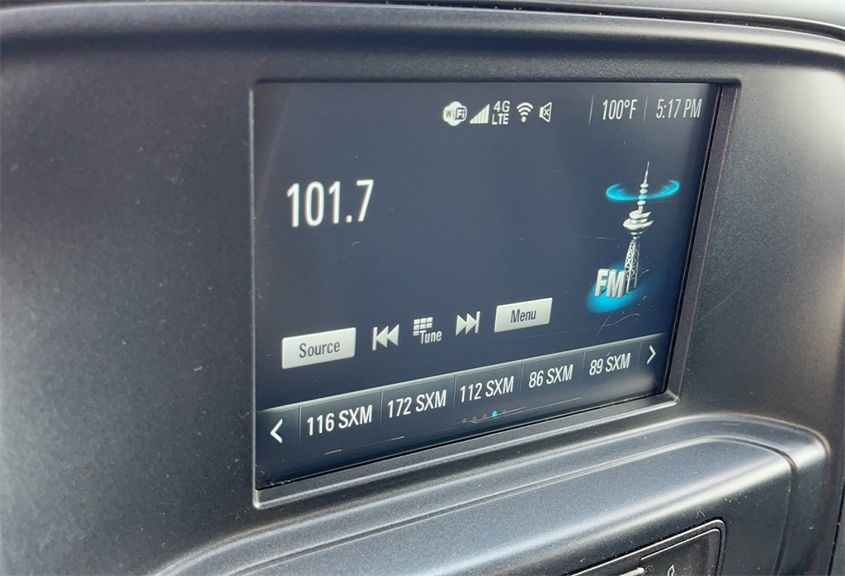 WiFi 4G LTE 100°F 5:17 PM
101.7
FM
Source Tune Menu
116 SXM 172 SXM 112 SXM 86 SXM 89 SXM